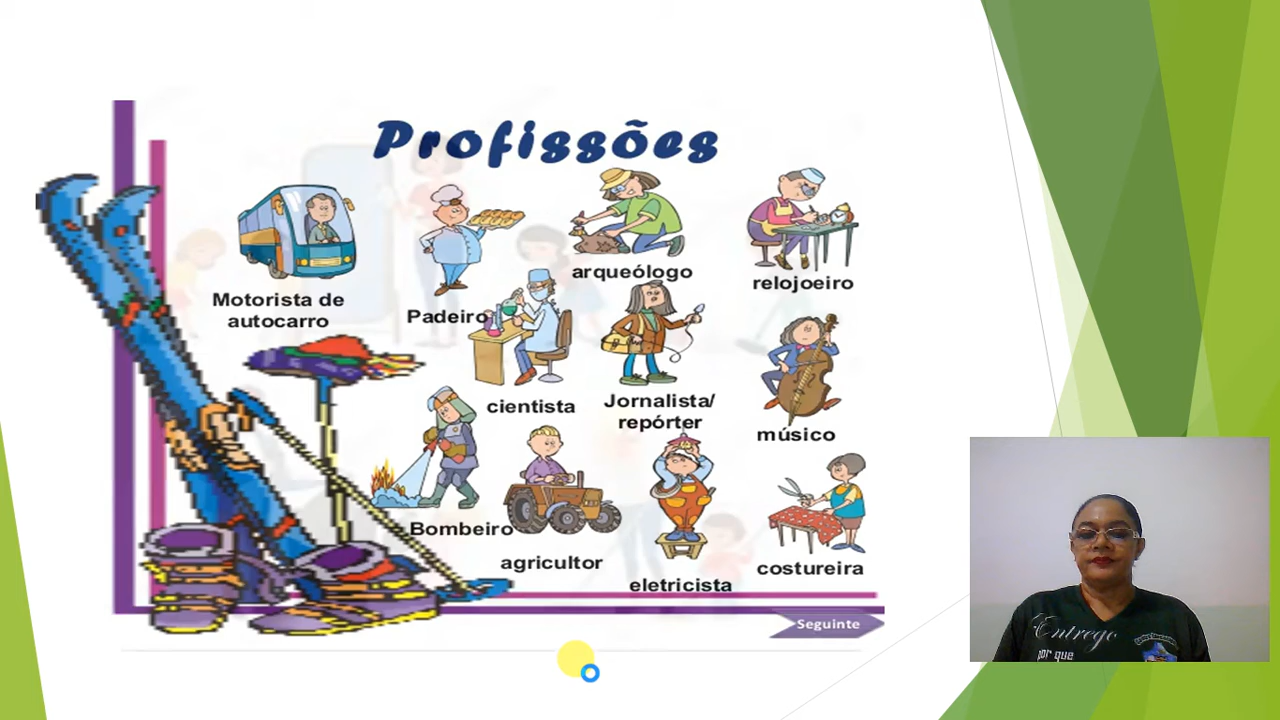 Profissões
Motorista de
autocarro
Padeiro
arqueólogo
relojoeiro
cientista
Jornalista/
repórter
músico
Bombeiro
agricultor
eletricista
costureira
Seguinte
Entrego
por que